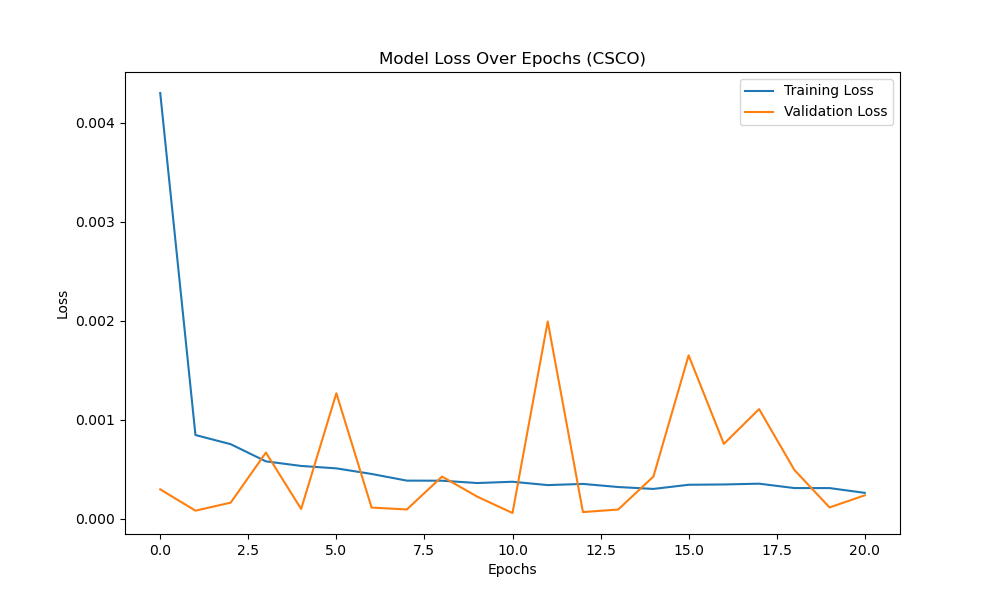 Model Loss Over Epochs (CSCO)
Training Loss
Validation Loss
0.004
0.003
0.002
0.001
0.000
Loss
0.0 2.5 5.0 7.5 10.0 12.5 15.0 17.5 20.0
Epochs